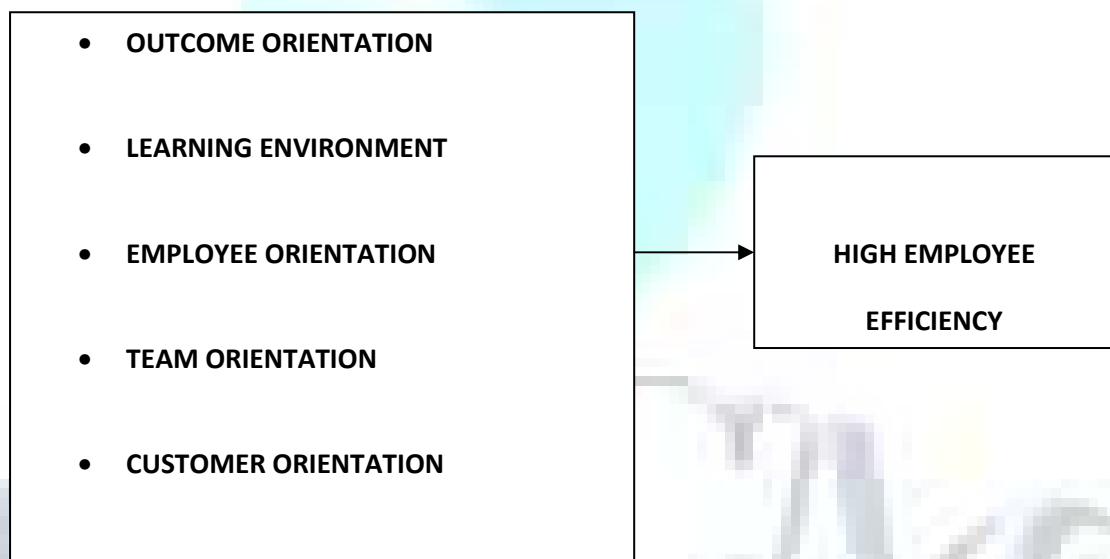 • OUTCOME ORIENTATION
• LEARNING ENVIRONMENT
• EMPLOYEE ORIENTATION
• TEAM ORIENTATION
• CUSTOMER ORIENTATION
HIGH EMPLOYEE
EFFICIENCY